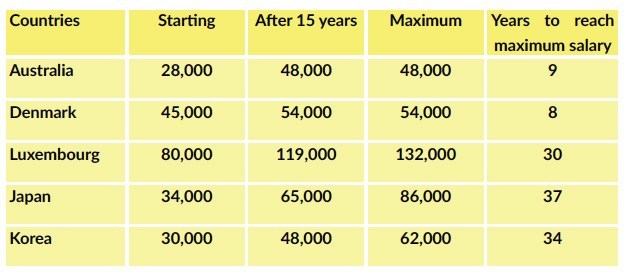 Countries Starting After 15 years Maximum Years to reach
maximum salary
Australia 28,000 48,000 48,000 9
Denmark 45,000 54,000 54,000 8
Luxembourg 80,000 119,000 132,000 30
Japan 34,000 65,000 86,000 37
Korea 30,000 48,000 62,000 34